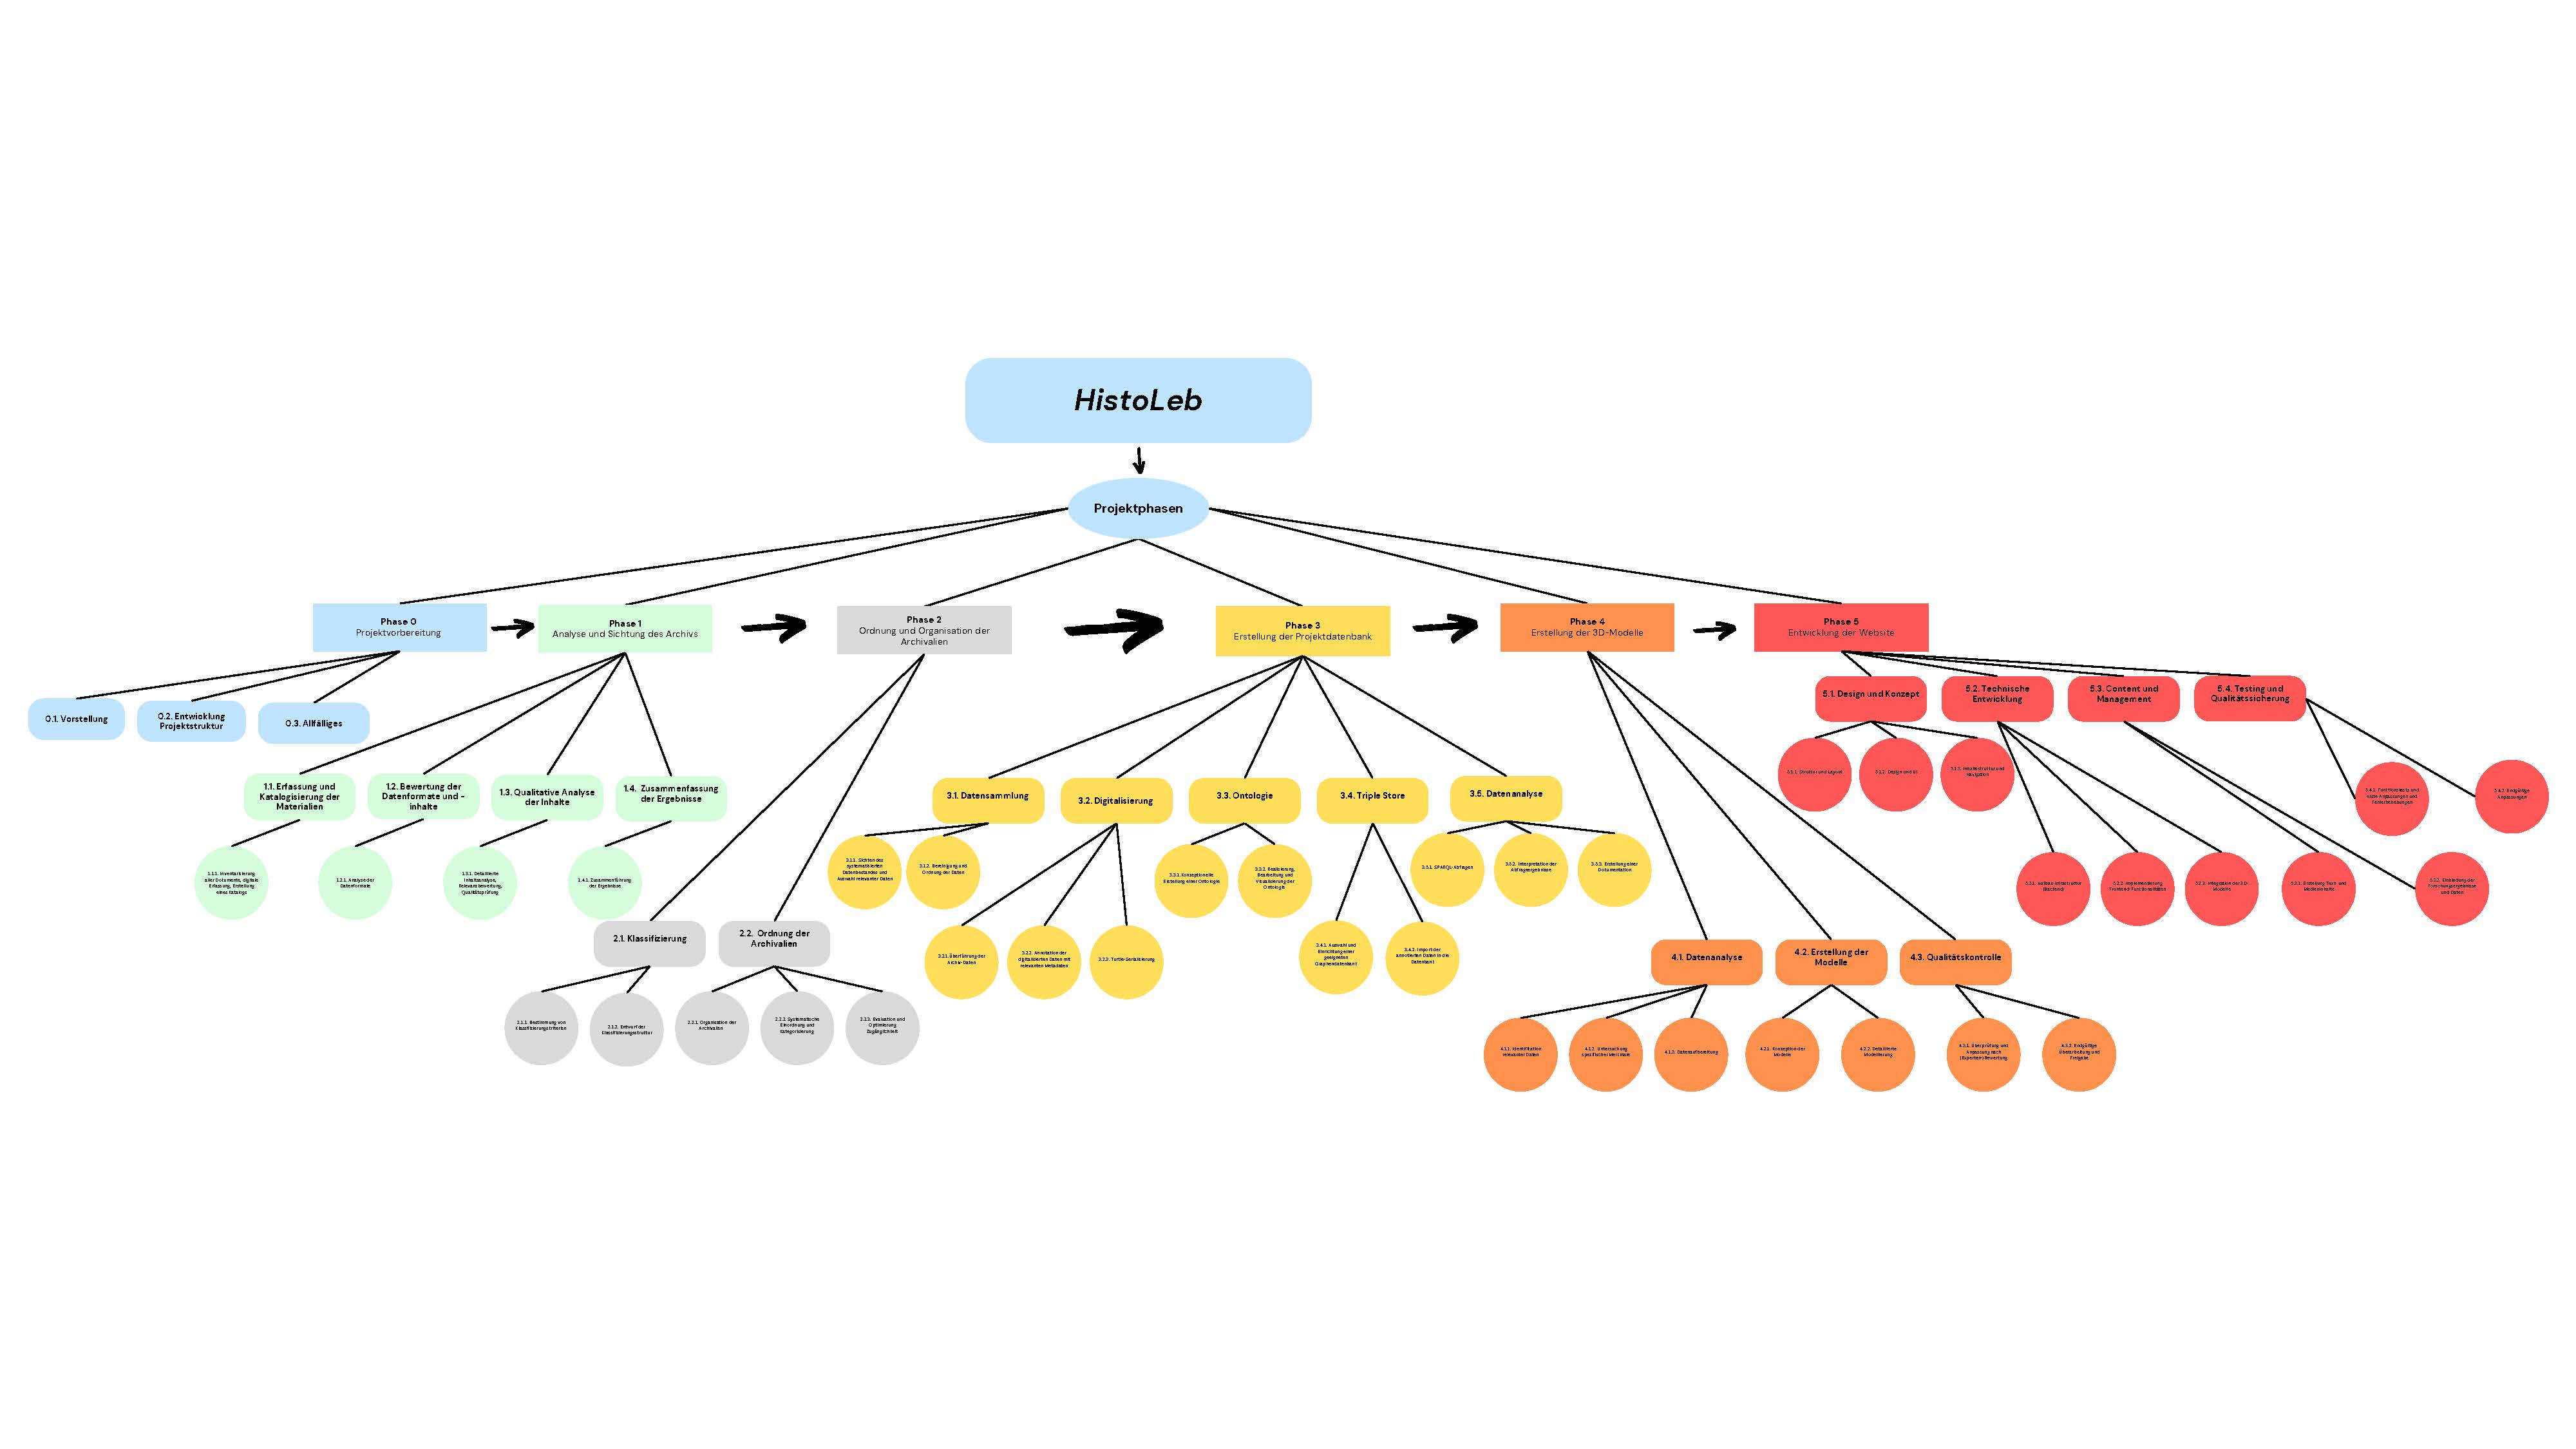 HistoLeb
Projektphasen
Phase 0
Projektvorbereitung
Phase 1
Analyse und Sichtung des Archivs
Phase 2
Ordnung und Organisation der
Archivalien
Phase 3
Erstellung der Projektdatenbank
Phase 4
Erstellung der 3D-Modelle
Phase 5
Entwicklung der Website
0.1. Vorstellung
0.2. Entwicklung
Projektstruktur
0.3. Allfälliges
1.1. Erfassung und
Katalogisierung der
Materialien
1.2. Bewertung der
Datenformate und -
inhalte
1.3. Qualitative Analyse
der Inhalte
1.4. Zusammenfassung
der Ergebnisse
1.1.1. Inventarisierung
aller Dokumente, digitale
Erfassung, Erstellung
eines Katalogs
1.2.1. Analyse der
Datenformate
1.3.1. Detaillierte
Inhaltsanalyse,
Relevanzbewertung,
Qualitätsprüfung
1.4.1. Zusammenführung
der Ergebnisse
2.1. Klassifizierung
2.2. Ordnung der
Archivalien
2.1.1. Bestimmung von
Klassifizierungskriterien
2.1.2. Entwurf der
Klassifizierungsstruktur
2.2.1. Organisation der
Archivalien
2.2.2. Systematische
Einordnung und
Kategorisierung
2.2.3. Evaluation und
Optimierung
Zugänglichkeit
3.1. Datensammlung
3.2. Digitalisierung
3.3. Ontologie
3.4. Triple Store
3.5. Datenanalyse
3.1.1. Sichten des
systematisierten
Datenbestandes und
Auswahl relevanter Daten
3.1.2. Bereinigung und
Ordnung der Daten
3.2.1. Überführung der
Archiv-Daten
3.2.2. Annotation der
digitalisierten Daten mit
relevanten Metadaten
3.2.3. Turtle-Serialisierung
3.3.1. Konzeptionelle
Erstellung einer Ontologie
3.3.2. Realisierung,
Bearbeitung und
Visualisierung der
Ontologie
3.4.1. Auswahl und
Einrichtung einer
geeigneten
Graphendatenbank
3.4.2. Import der
annotierten Daten in die
Datenbank
3.5.1. SPARQL-Abfragen
3.5.2. Interpretation der
Abfrageergebnisse
3.5.3. Erstellung einer
Dokumentation
4.1. Datenanalyse
4.2. Erstellung der
Modelle
4.3. Qualitätskontrolle
4.1.1. Identifikation
relevanter Daten
4.1.2. Untersuchung
spezifischer Merkmale
4.1.3. Datenaufbereitung
4.2.1. Konzeption der
Modelle
4.2.2. Detaillierte
Modellierung
4.3.1. Überprüfung und
Anpassung nach
Expertenbewertung
4.3.2. Endgültige
Überarbeitung und
Freigabe
5.1. Design und Konzept
5.2. Technische
Entwicklung
5.3. Content und
Management
5.4. Testing und
Qualitätssicherung
5.1.1. Struktur und Layout
5.1.2. Design und UI
5.1.3. Inhaltsstruktur und
Navigation
5.2.1. Aufbau Infrastruktur
(Backend)
5.2.2. Implementierung
Frontend-Funktionalitäten
5.2.3. Integration der 3D-
Modelle
5.3.1. Erstellung Text- und
Medieninhalte
5.3.2. Einbindung der
Forschungsergebnisse
und Daten
5.4.1. Funktionstests und
erste Anpassungen und
Fehlerbehebungen
5.4.2. Endgültige
Anpassungen